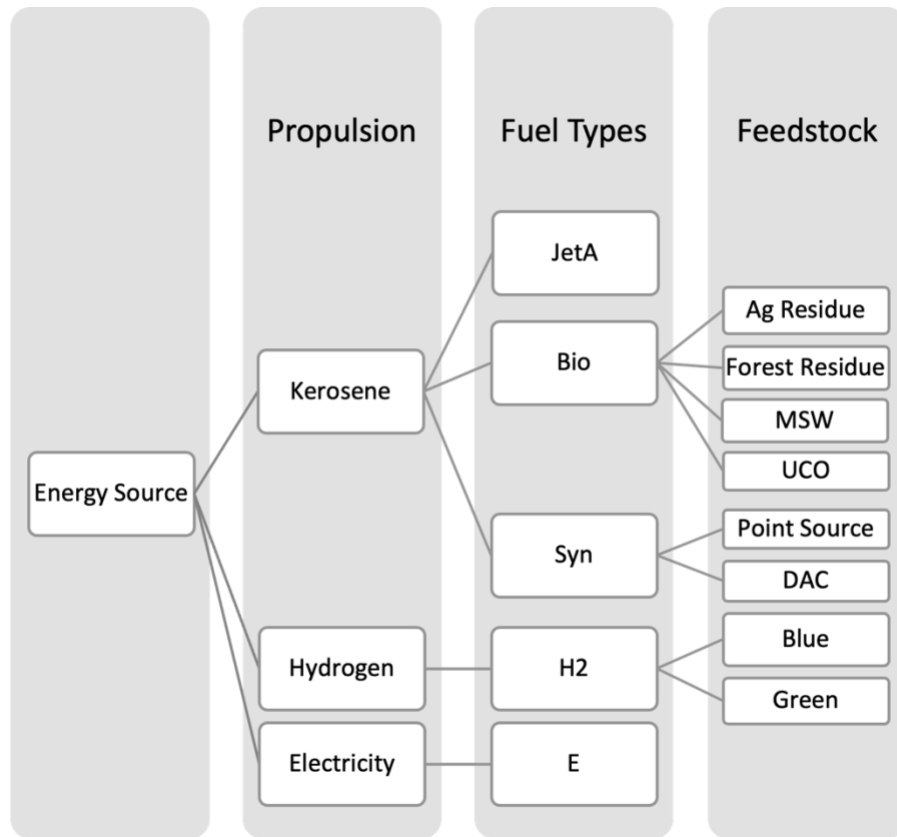 Propulsion
Fuel Types
Feedstock
JetA
Ag Residue
Bio
Forest Residue
Kerosene
MSW
UCO
Energy Source
Point Source
Syn
DAC
Blue
Hydrogen
H2
Green
Electricity
E